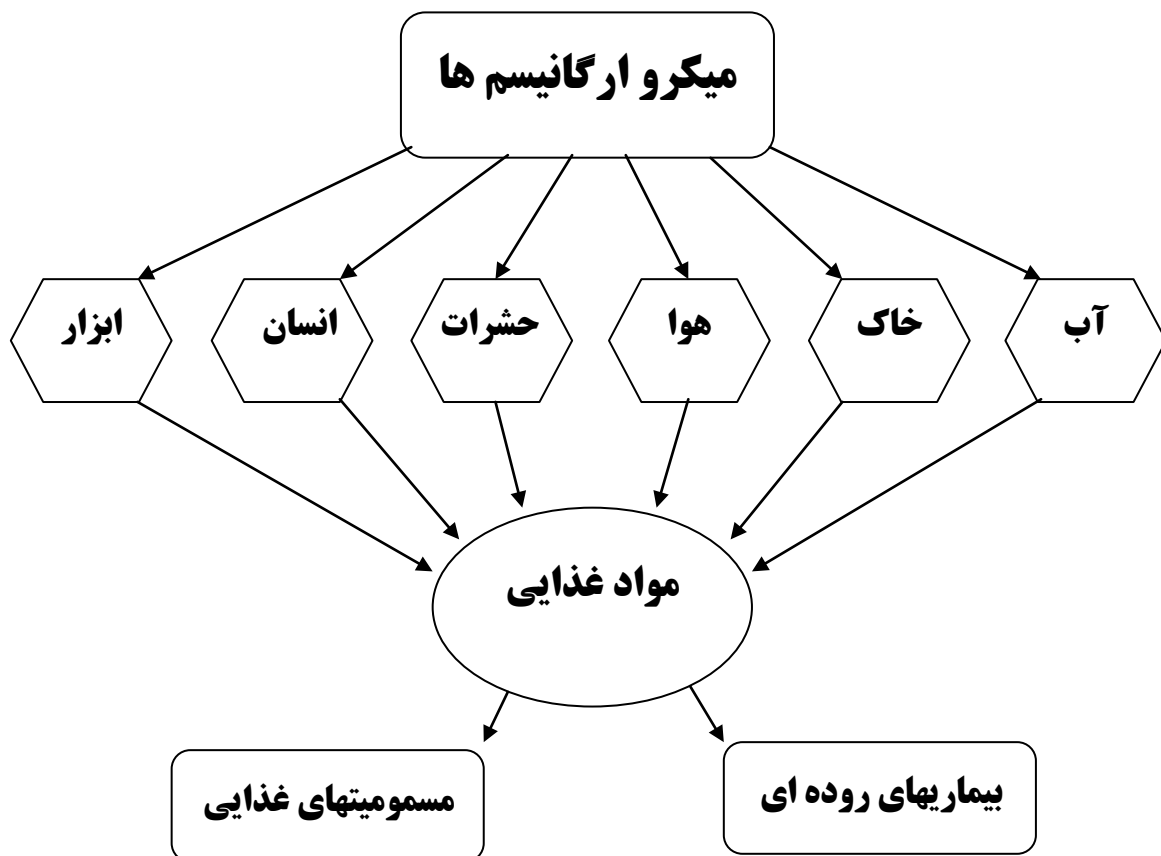 میکرو ارگانیسم ها
آب
خاک
هوا
حشرات
انسان
ابزار
مواد غذایی
بیماریهای روده ای
مسمومیتهای غذایی